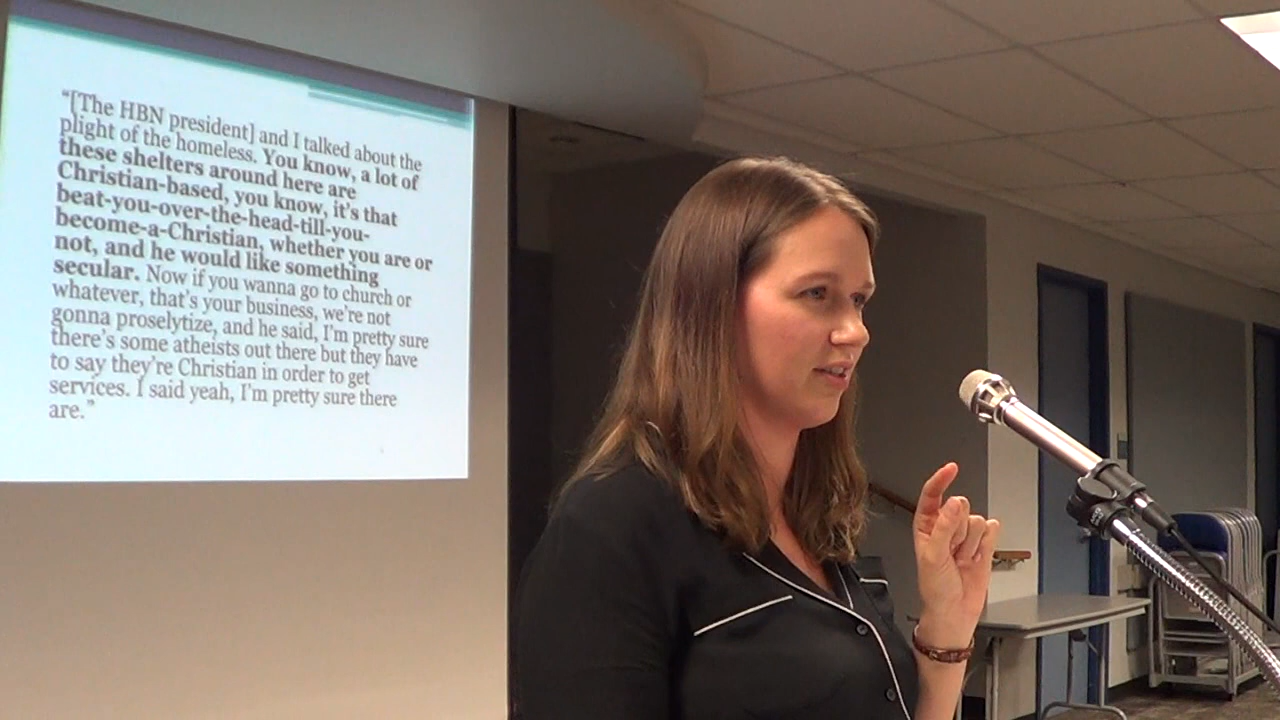 “[The HBN president] and I talked about the
plight of the homeless. You know, a lot of
these shelters around here are
Christian-based, you know, it’s that
beat-you-over-the-head-till-you-
become-a-Christian, whether you are or
not, and he would like something
secular. Now if you wanna go to church or
whatever, that’s your business, we’re not
gonna proselytize, and he said, I’m pretty sure
there’s some atheists out there but they have
to say they’re Christian in order to get
services. I said yeah, I’m pretty sure there
are.”